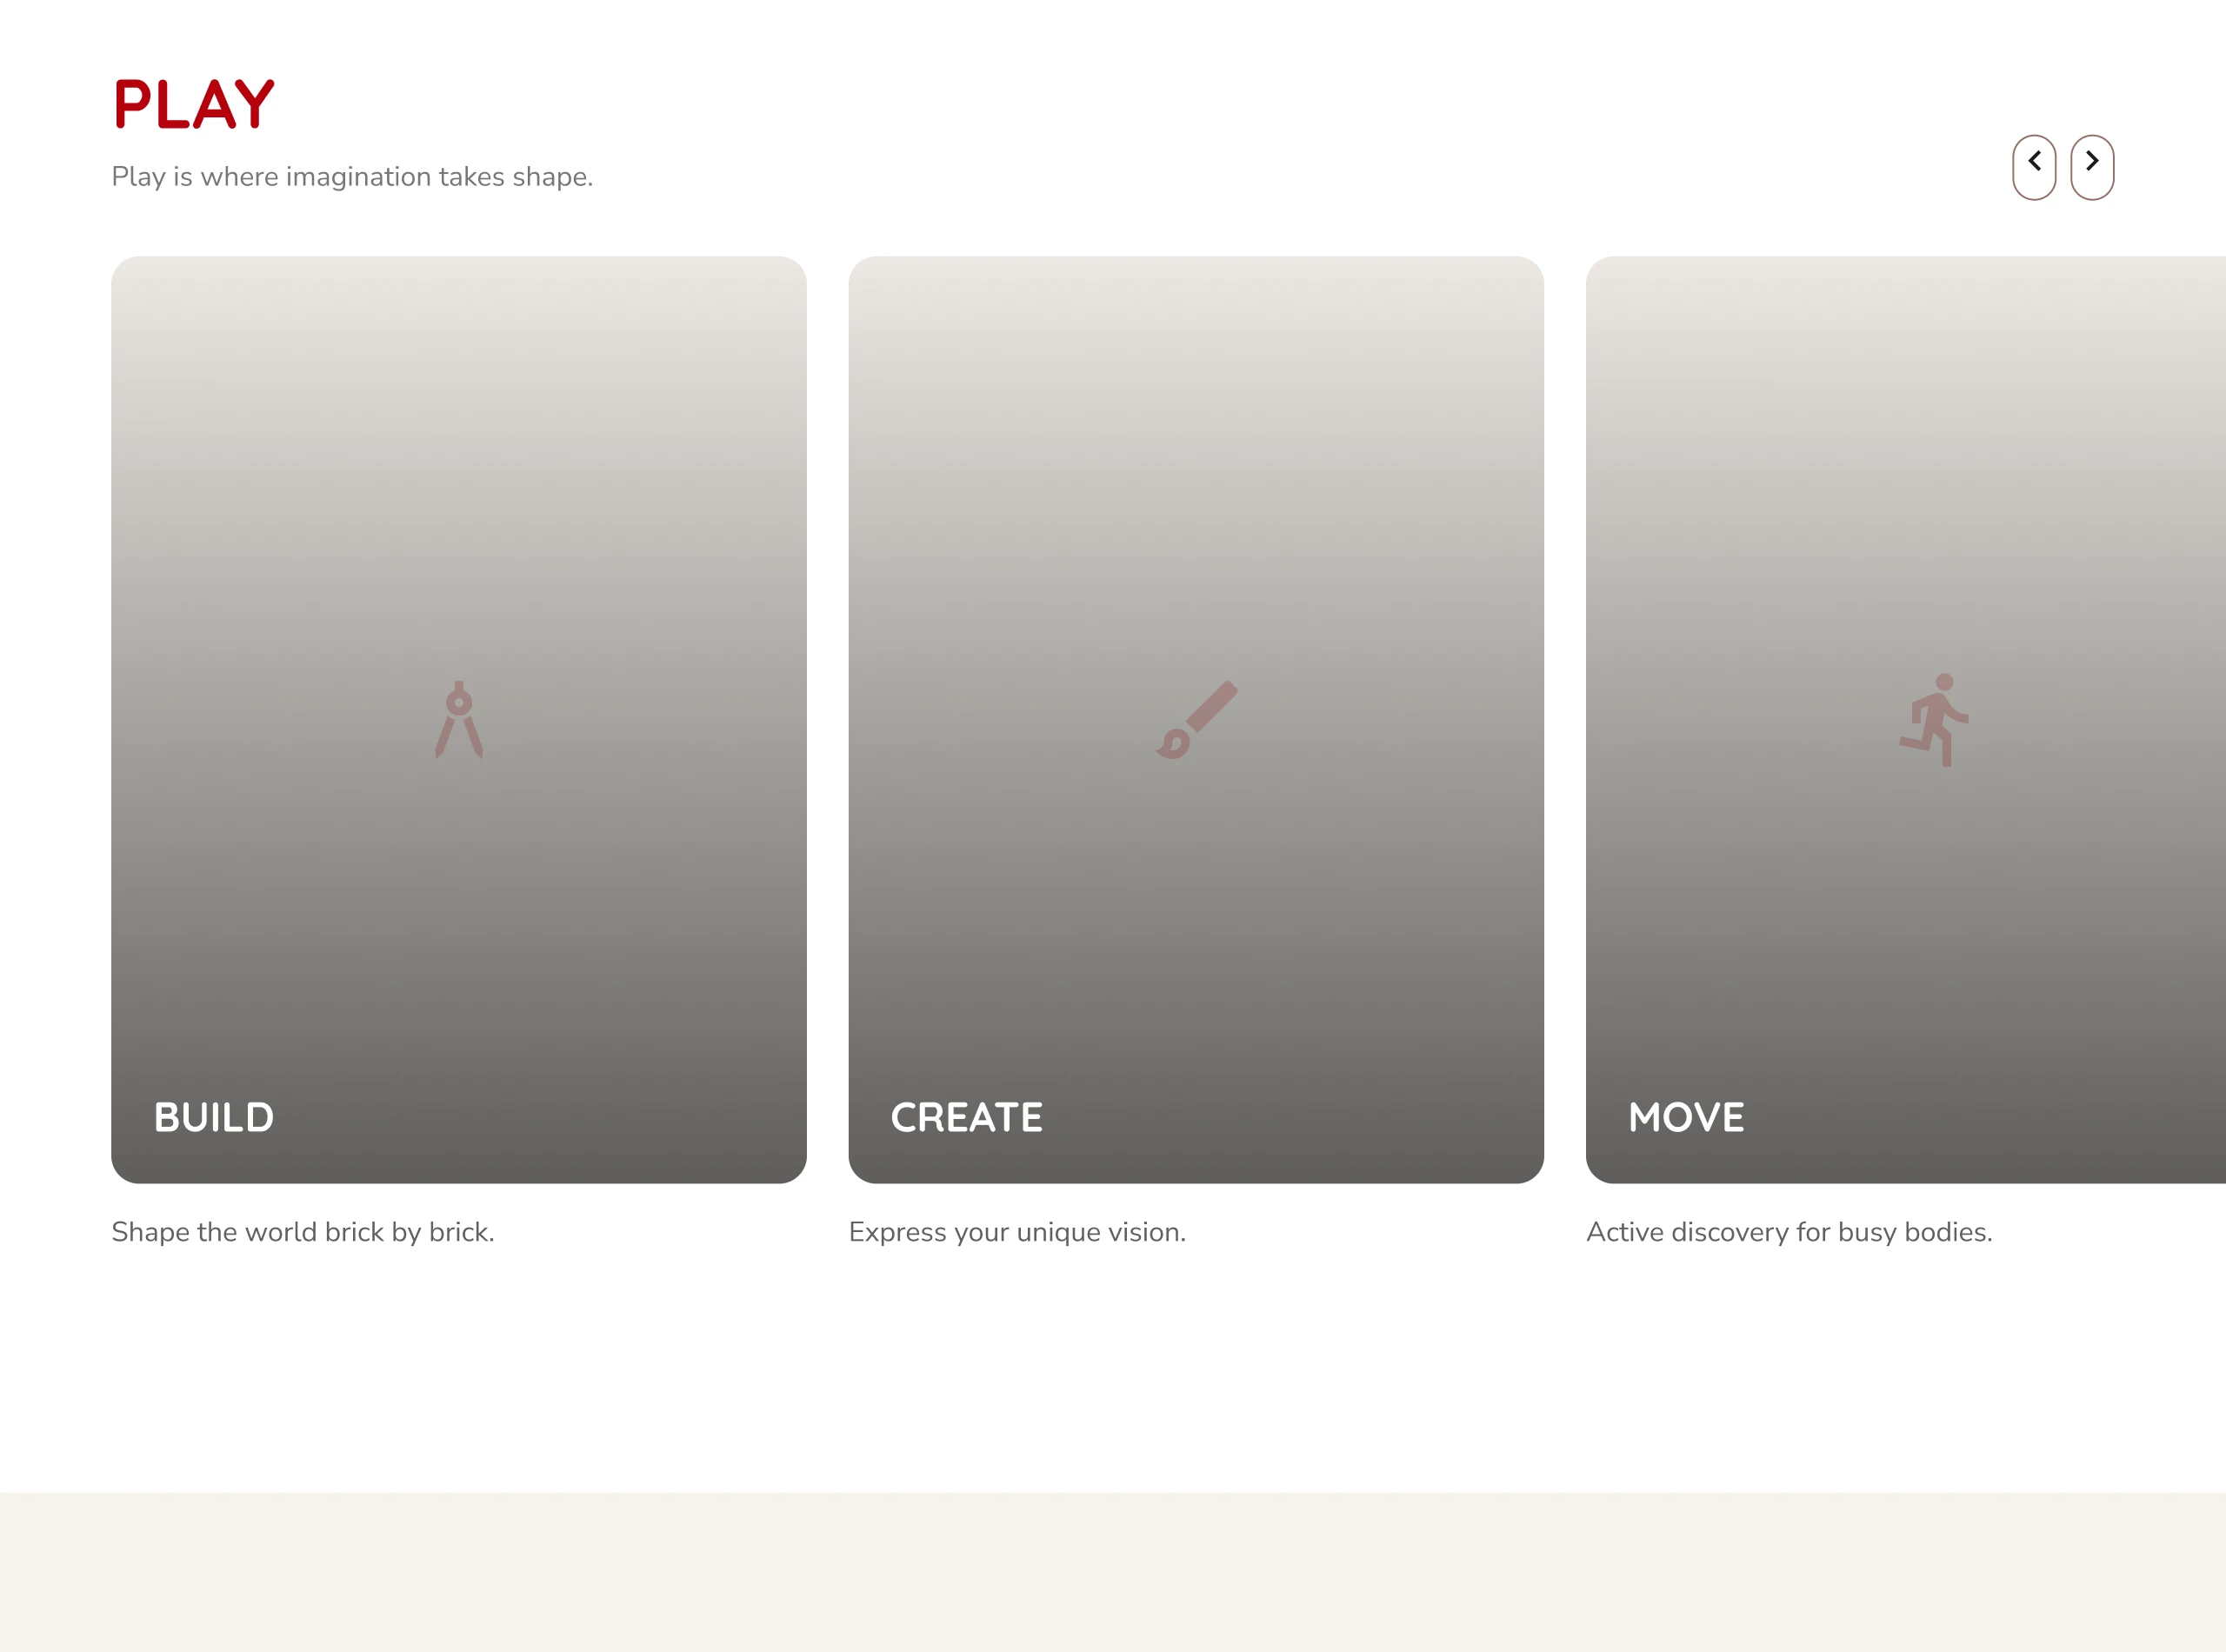 PLAY
Play is where imagination takes shape.
BUILD
CREATE
MOVE
Shape the world brick by brick.
Express your unique vision.
Active discovery for busy bodies.